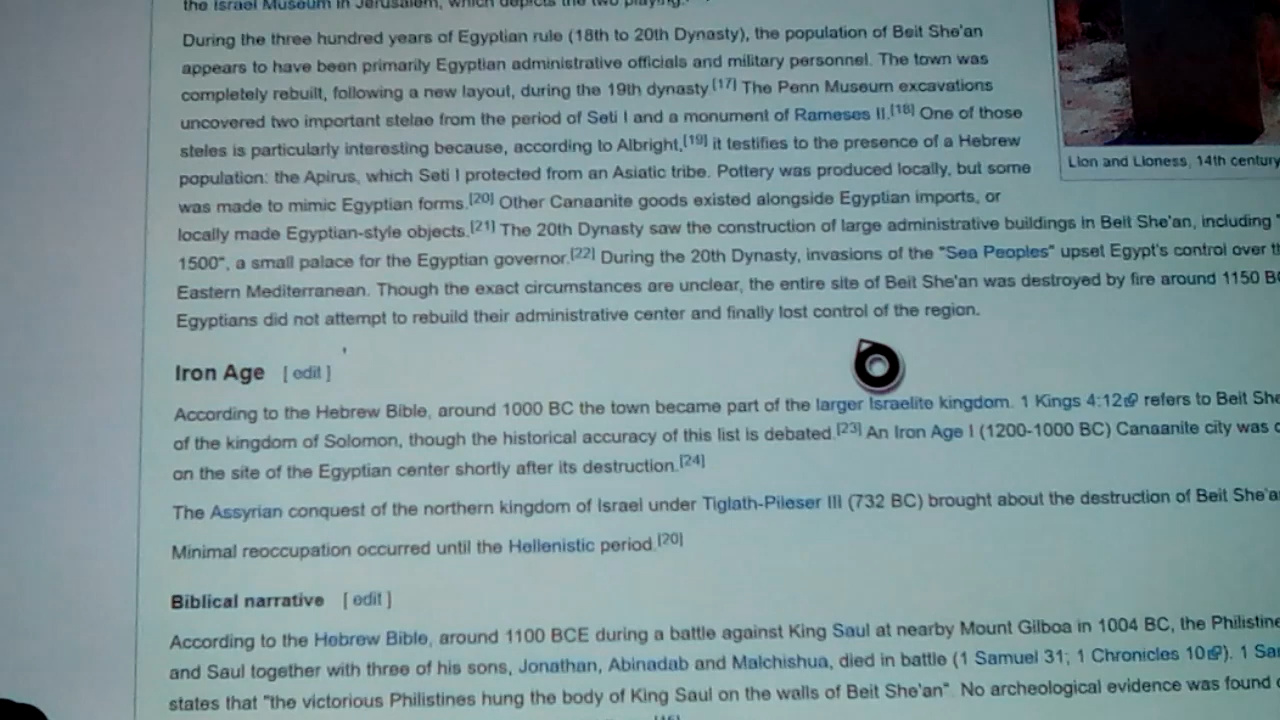 the Israel Museum in Jerusalem, which depicts the two playing.
During the three hundred years of Egyptian rule (18th to 20th Dynasty), the population of Beit She'an
appears to have been primarily Egyptian administrative officials and military personnel. The town was
completely rebuilt, following a new layout, during the 19th dynasty.[17] The Penn Museum excavations
uncovered two important stelae from the period of Seti I and a monument of Rameses II.[18] One of those
steles is particularly interesting because, according to Albright,[19] it testifies to the presence of a Hebrew
population: the Apirus, which Seti I protected from an Asiatic tribe. Pottery was produced locally, but some
was made to mimic Egyptian forms.[20] Other Canaanite goods existed alongside Egyptian imports, or
locally made Egyptian-style objects.[21] The 20th Dynasty saw the construction of large administrative buildings in Beit She'an, including "
1500", a small palace for the Egyptian governor.[22] During the 20th Dynasty, invasions of the "Sea Peoples" upset Egypt's control over
Eastern Mediterranean. Though the exact circumstances are unclear, the entire site of Beit She'an was destroyed by fire around 1150
Egyptians did not attempt to rebuild their administrative center and finally lost control of the region.
Lion and Lioness, 14th century
Iron Age [ edit ]
According to the Hebrew Bible, around 1000 BC the town became part of the larger Israelite kingdom. 1 Kings 4:12 refers to Beit
of the kingdom of Solomon, though the historical accuracy of this list is debated.[23] An Iron Age I (1200-1000 BC) Canaanite city was
on the site of the Egyptian center shortly after its destruction.[24]
The Assyrian conquest of the northern kingdom of Israel under Tiglath-Pileser III (732 BC) brought about the destruction of Beit
Minimal reoccupation occurred until the Hellenistic period.[20]
Biblical narrative [ edit ]
According to the Hebrew Bible, around 1100 BCE during a battle against King Saul at nearby Mount Gilboa in 1004 BC, the
and Saul together with three of his sons, Jonathan, Abinadab and Malchishua, died in battle (1 Samuel 31; 1 Chronicles 10). 1
states that "the victorious Philistines hung the body of King Saul on the walls of Beit She'an". No archeological evidence was found